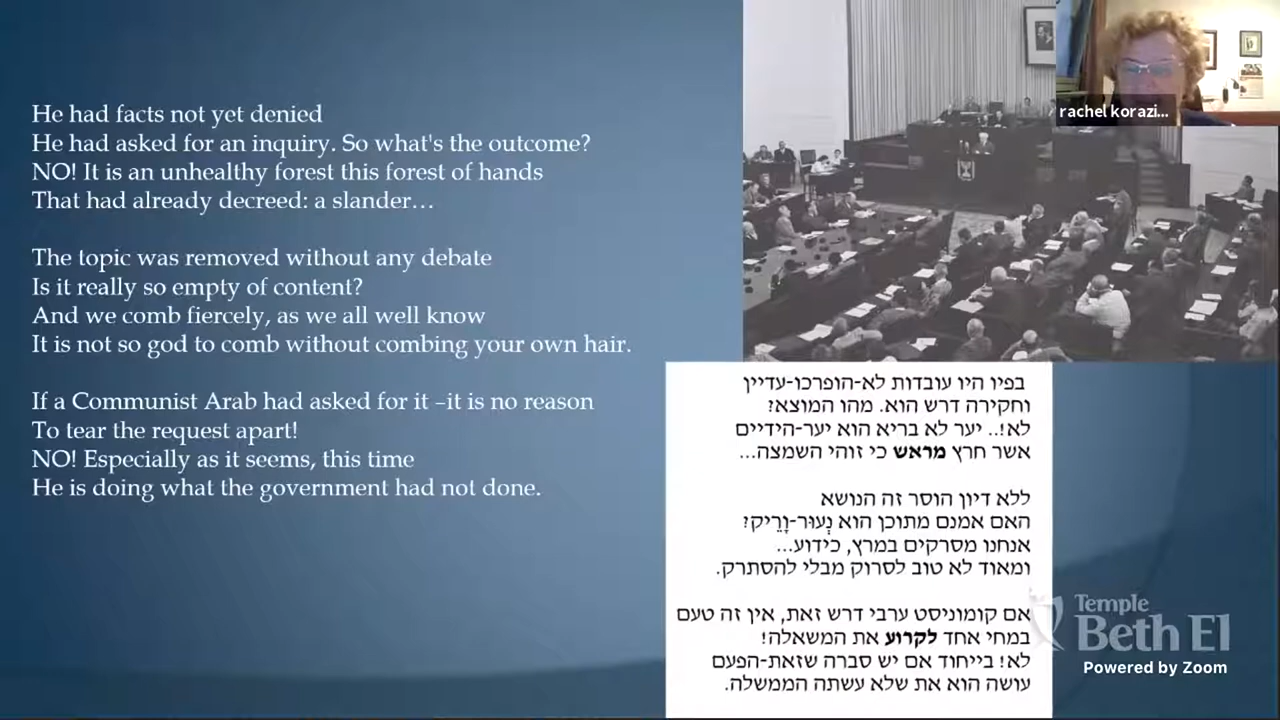 He had facts not yet denied
He had asked for an inquiry. So what's the outcome?
NO! It is an unhealthy forest this forest of hands
That had already decreed: a slander…
The topic was removed without any debate
Is it really so empty of content?
And we comb fiercely, as we all well know
It is not so god to comb without combing your own hair.
If a Communist Arab had asked for it –it is no reason
To tear the request apart!
NO! Especially as it seems, this time
He is doing what the government had not done.
rachel korazi...
בפיו היו עובדות לא-הופרכו-עדיין
וחקירה דרש הוא. מהו המוצא?
לא!.. יער לא בריא הוא יער-הידיים
אשר חרץ מראש כי זוהי השמצה...
ללא דיון הוסר זה הנושא
האם אמנם מתוכן הוא נְעוּר-וָרֵיק?
אנחנו מסרקים במרץ, כידוע...
ומאוד לא טוב לסרוק מבלי להסתרק.
אם קומוניסט ערבי דרש זאת, אין זה טעם
במחי אחד לקרוע את המשאלה!
לא! בייחוד אם יש סברה שזאת-הפעם
עושה הוא את שלא עשתה הממשלה.
Temple
Beth El
Powered by Zoom